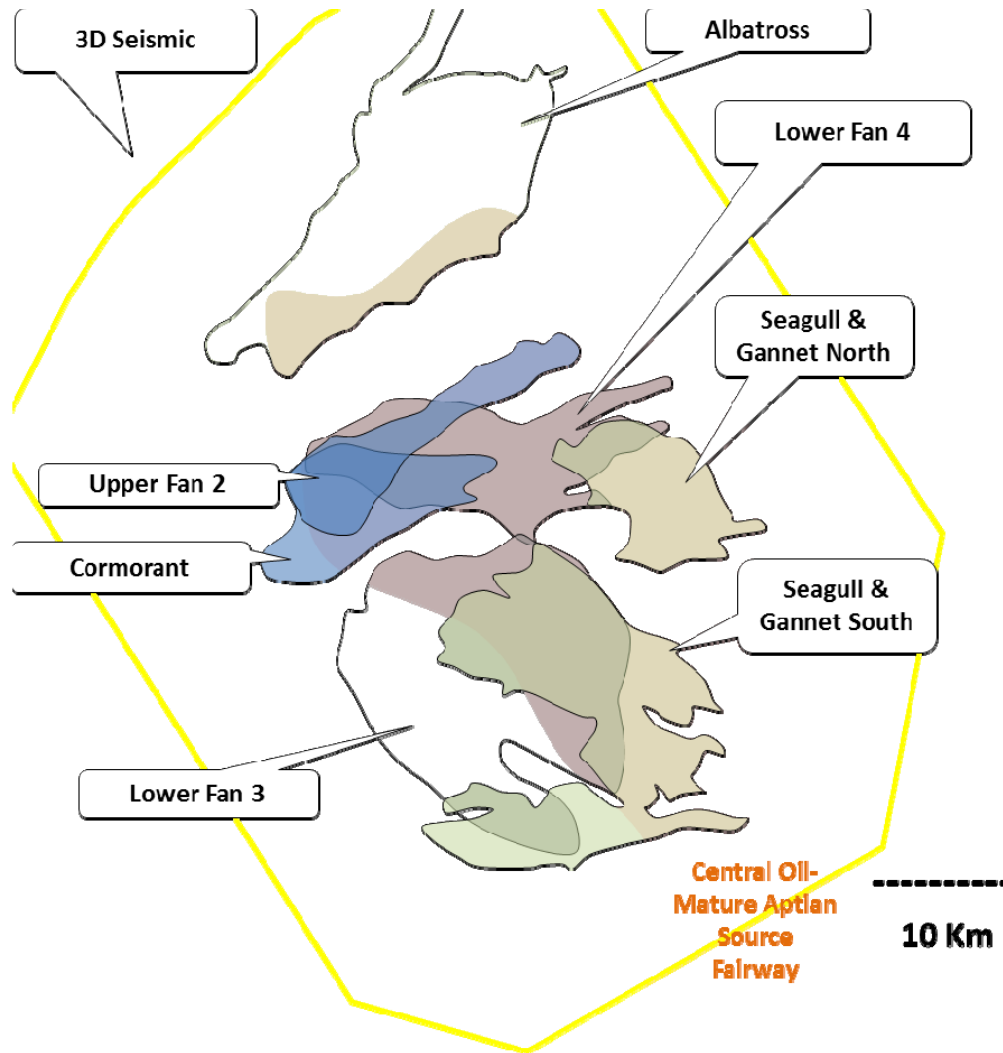 3D Seismic
Albatross
Lower Fan 4
Seagull &
Gannet North
Upper Fan 2
Cormorant
Seagull &
Gannet South
Lower Fan 3
Central Oil-
Mature Aptian
Source
Fairway
10 Km